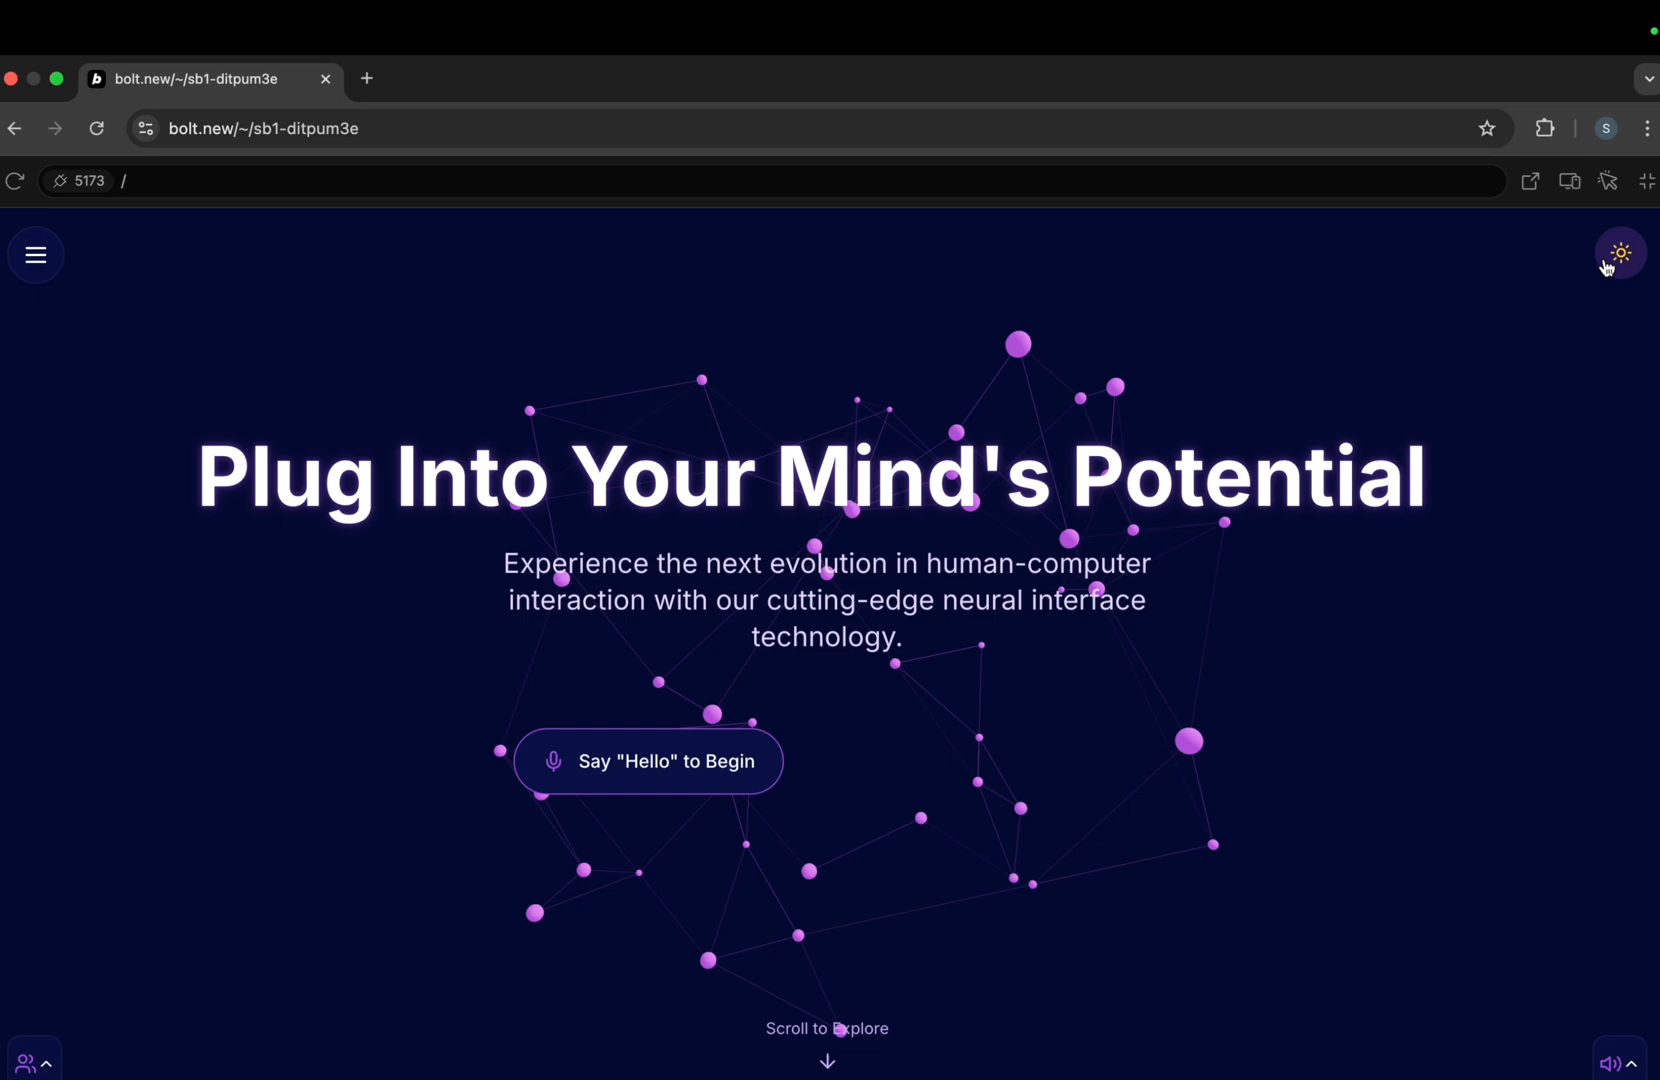 bolt.new/~/sb1-ditpum3e
bolt.new/~/sb1-ditpum3e
S
5173 /
Plug Into Your Mind's Potential
Experience the next evolution in human-computer
interaction with our cutting-edge neural interface
technology.
Say "Hello" to Begin
Scroll to Explore